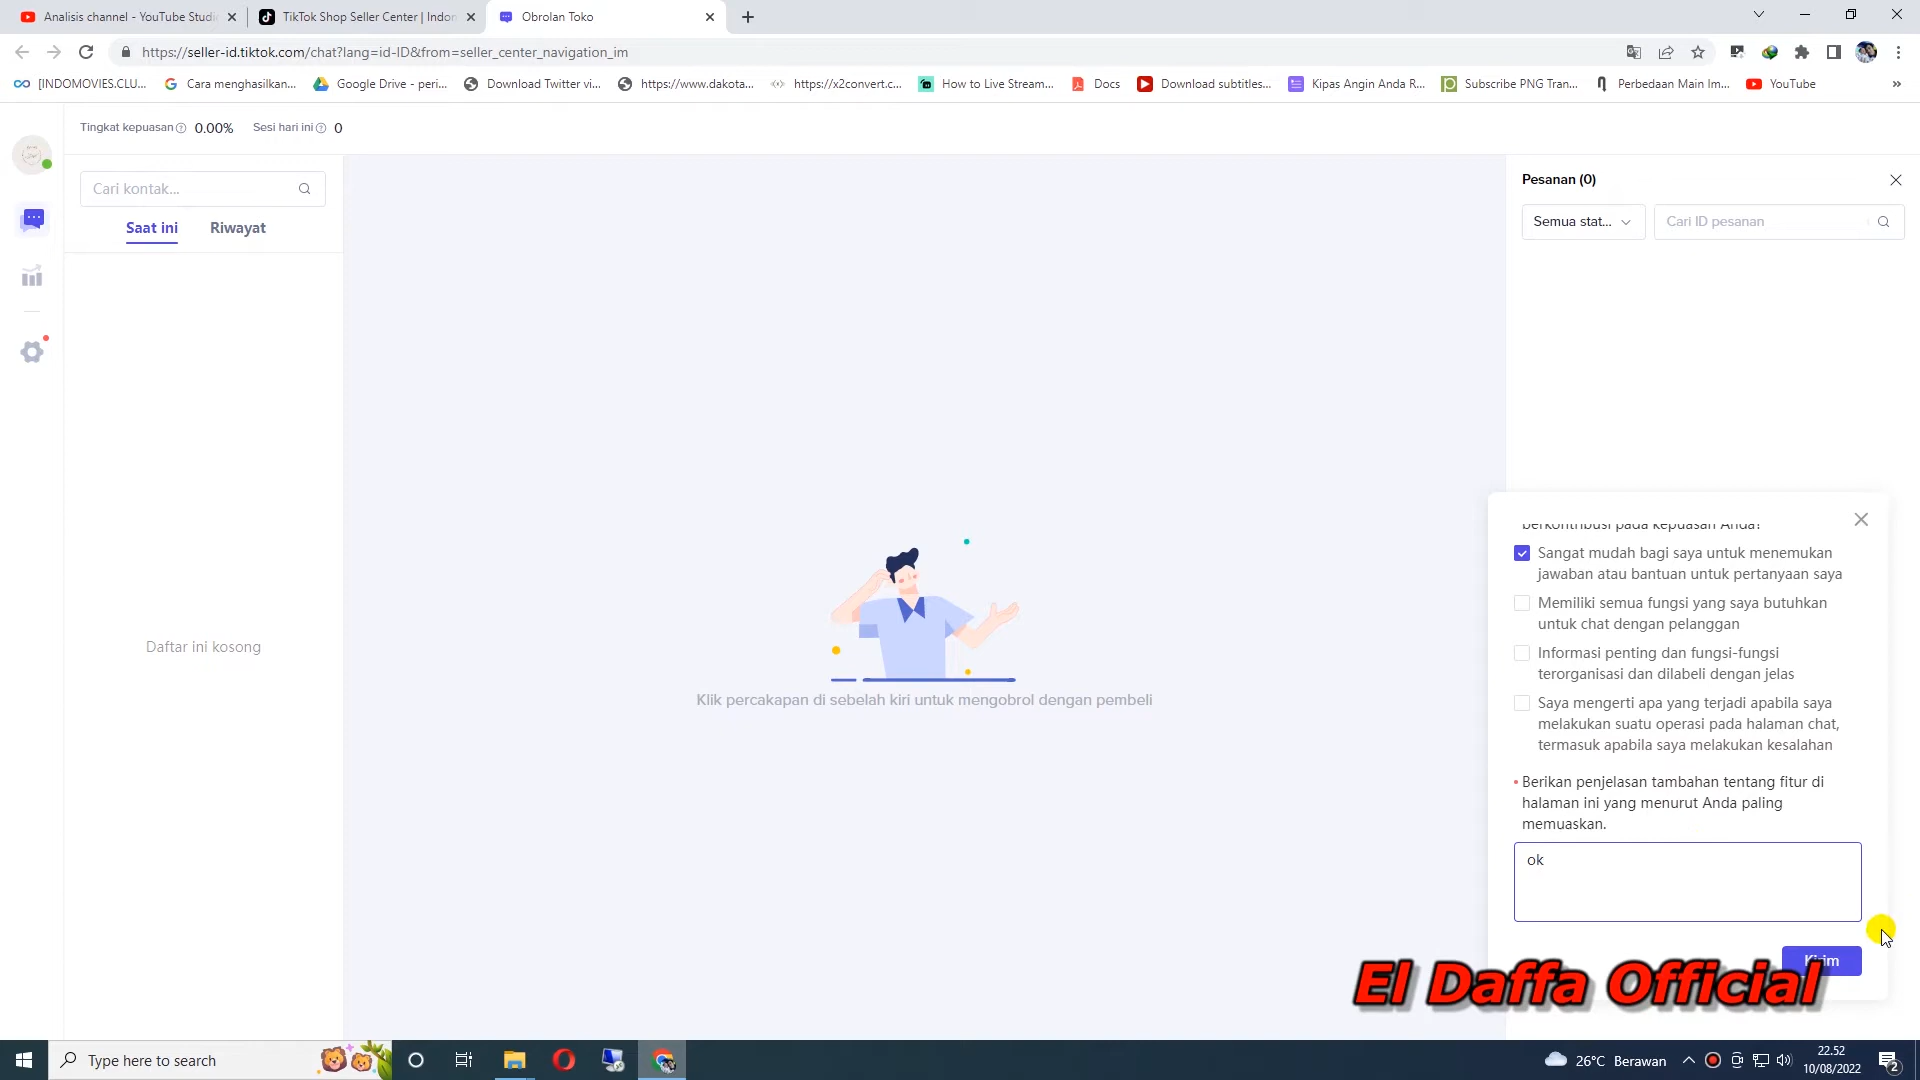 Analisis channel - YouTube Studi
TikTok Shop Seller Center | Indon
Obrolan Toko
https://seller-id.tiktok.com/chat?lang=id-ID&from=seller_center_navigation_im
[INDOMOVIES.CLU...
Cara menghasilkan...
Google Drive - peri...
Download Twitter vi...
https://www.dakota...
https://x2convert.c...
How to Live Stream...
Docs
Download subtitles...
Kipas Angin Anda R...
Subscribe PNG Tran...
Perbedaan Main Im...
YouTube
»
Tingkat kepuasan 0.00%
Sesi hari ini 0
Cari kontak...
Saat ini
Riwayat
Daftar ini kosong
Klik percakapan di sebelah kiri untuk mengobrol dengan pembeli
Pesanan (0)
Semua stat...
Cari ID pesanan
berkontribusi pada kepuasan Anda?
Sangat mudah bagi saya untuk menemukan
jawaban atau bantuan untuk pertanyaan saya
Memiliki semua fungsi yang saya butuhkan
untuk chat dengan pelanggan
Informasi penting dan fungsi-fungsi
terorganisasi dan dilabeli dengan jelas
Saya mengerti apa yang terjadi apabila saya
melakukan suatu operasi pada halaman chat,
termasuk apabila saya melakukan kesalahan
Berikan penjelasan tambahan tentang fitur di
halaman ini yang menurut Anda paling
memuaskan.
ok
Kirim
El Daffa Official
Type here to search
26°C Berawan
22.52
10/08/2022
2